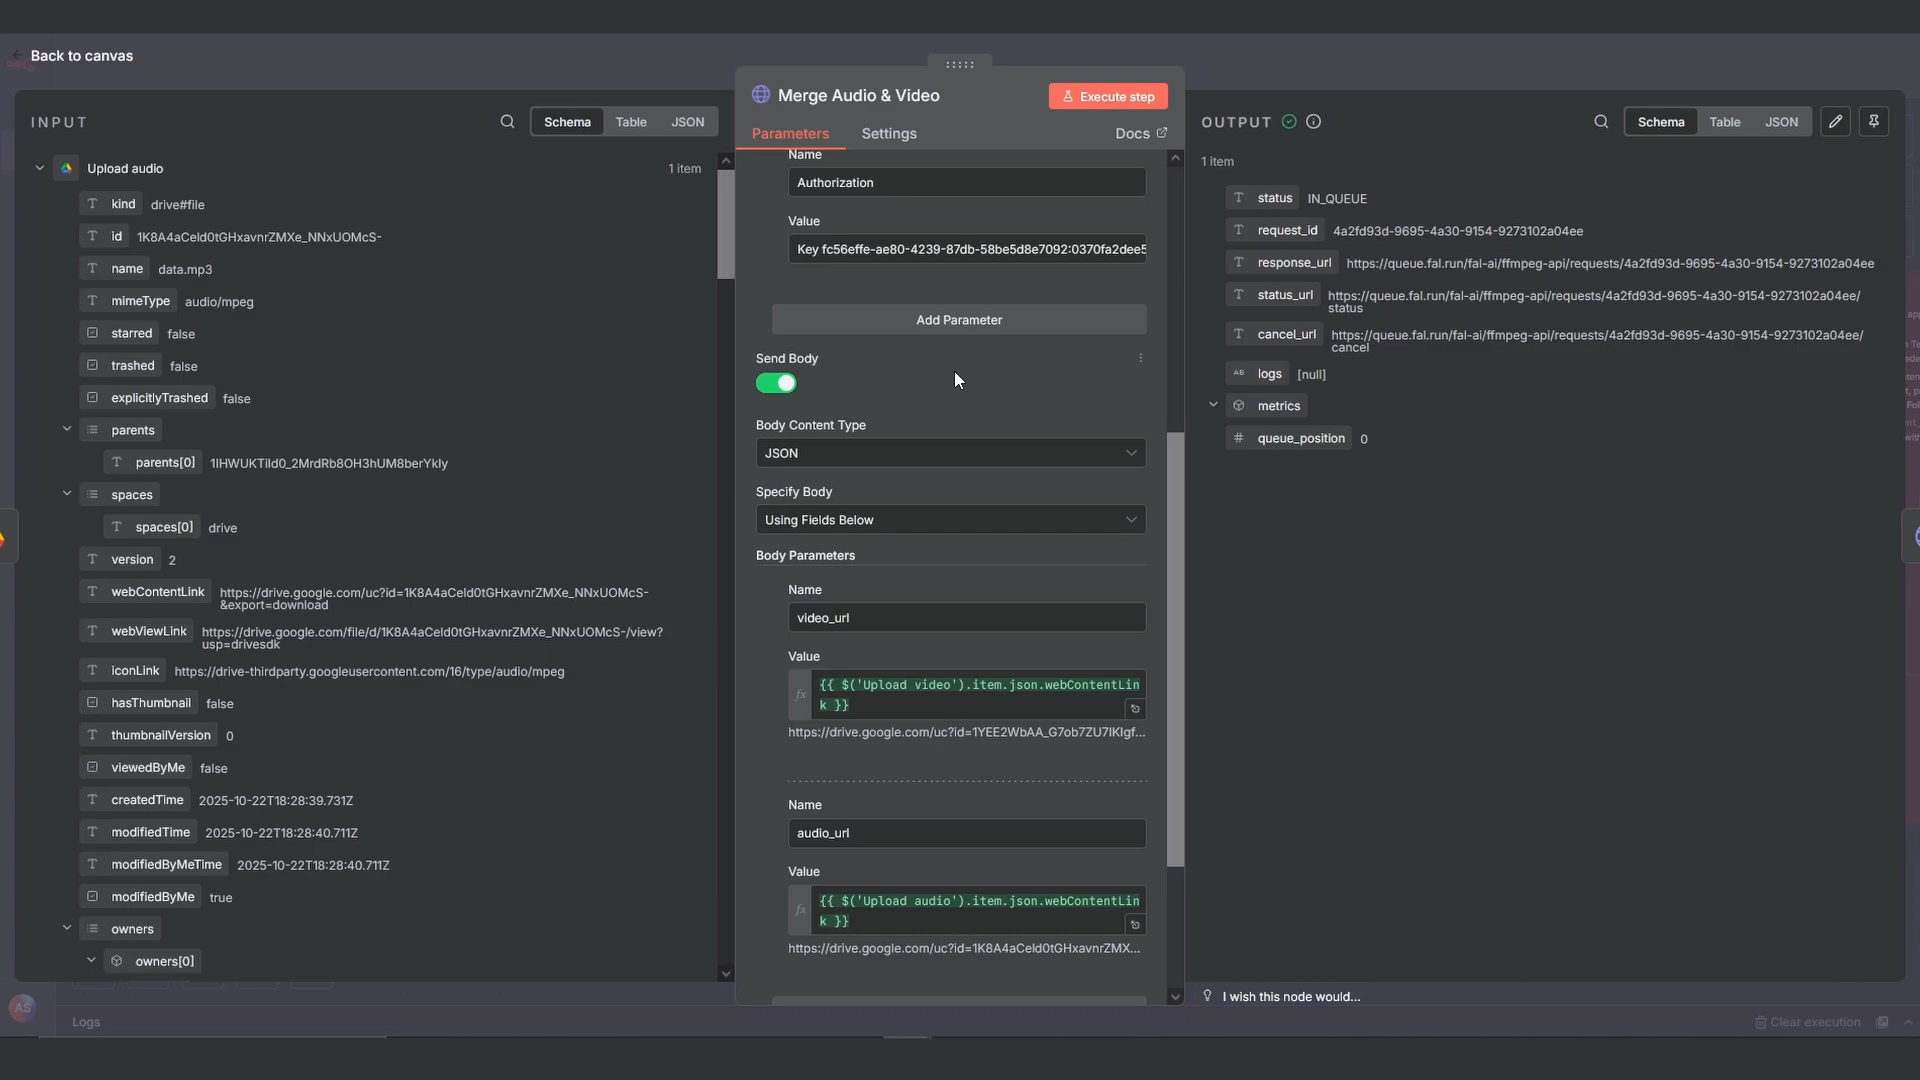 Back to canvas
INPUT
Schema
Table
JSON
Upload audio
1 item
kind drive#file
id 1K8A4aCeld0tGHxavnrZMXe_NNxUOMcS-
name data.mp3
mimeType audio/mpeg
starred false
trashed false
explicitlyTrashed false
parents
parents[0] 1IHWUKTiId0_2MrdRb8OH3hUM8berYkIy
spaces
spaces[0] drive
version 2
webContentLink https://drive.google.com/uc?id=1K8A4aCeld0tGHxavnrZMXe_NNxUOMcS-
&export=download
webViewLink https://drive.google.com/file/d/1K8A4aCeld0tGHxavnrZMXe_NNxUOMcS-/view?
usp=drivesdk
iconLink https://drive-thirdparty.googleusercontent.com/16/type/audio/mpeg
hasThumbnail false
thumbnailVersion 0
viewedByMe false
createdTime 2025-10-22T18:28:39.731Z
modifiedTime 2025-10-22T18:28:40.711Z
modifiedByMeTime 2025-10-22T18:28:40.711Z
modifiedByMe true
owners
owners[0]
Merge Audio & Video
Execute step
Parameters
Settings
Docs
Name
Authorization
Value
Key fc56effe-ae80-4239-87db-58be5d8e7092:0370fa2dee5
Add Parameter
Send Body
Body Content Type
JSON
Specify Body
Using Fields Below
Body Parameters
Name
video_url
Value
fx
{{ $('Upload video').item.json.webContentLin
k }}
https://drive.google.com/uc?id=1YEE2WbAA_G7ob7ZU7IKIgf...
Name
audio_url
Value
fx
{{ $('Upload audio').item.json.webContentLin
k }}
https://drive.google.com/uc?id=1K8A4aCeld0tGHxavnrZMX...
OUTPUT
Schema
Table
JSON
1 item
status IN_QUEUE
request_id 4a2fd93d-9695-4a30-9154-9273102a04ee
response_url https://queue.fal.run/fal-ai/ffmpeg-api/requests/4a2fd93d-9695-4a30-9154-9273102a04ee
status_url https://queue.fal.run/fal-ai/ffmpeg-api/requests/4a2fd93d-9695-4a30-9154-9273102a04ee/
status
cancel_url https://queue.fal.run/fal-ai/ffmpeg-api/requests/4a2fd93d-9695-4a30-9154-9273102a04ee/
cancel
logs [null]
metrics
queue_position 0
I wish this node would...
AS
Logs
Clear execution